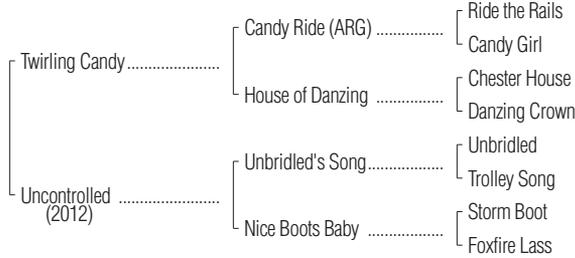 Ride the Rails
Candy Ride (ARG) ................
Candy Girl
Twirling Candy......................
Chester House
House of Danzing ................
Danzing Crown
Unbridled
Unbridled's Song..................
Trolley Song
Uncontrolled ........................
(2012)
Storm Boot
Nice Boots Baby ..................
Foxfire Lass